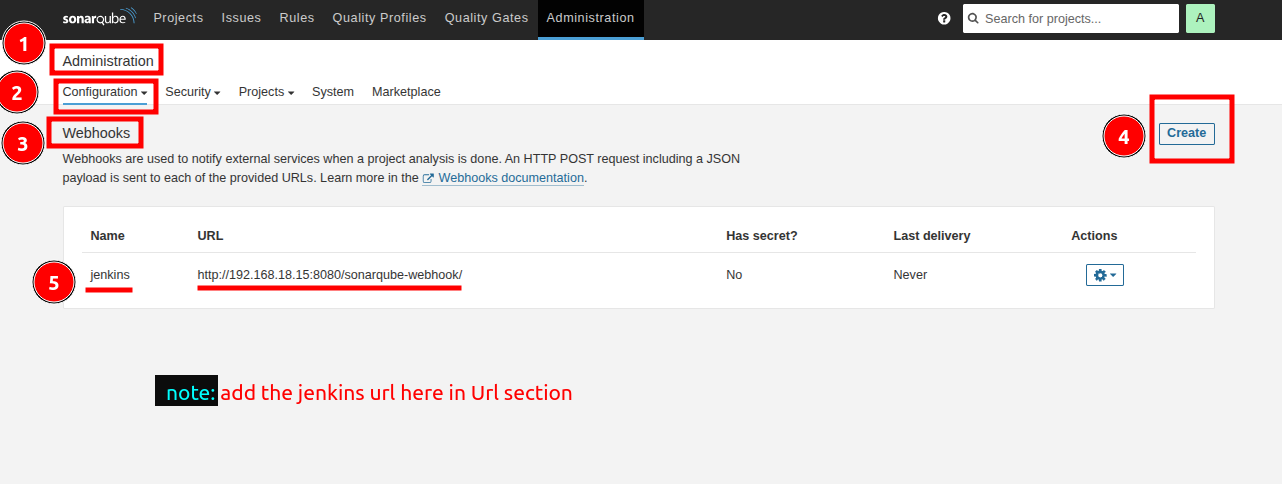 sonarqube Projects Issues Rules Quality Profiles Quality Gates Administration ? Search for projects... A
1 Administration
2 Configuration Security Projects System Marketplace
3 Webhooks 4 Create
Webhooks are used to notify external services when a project analysis is done. An HTTP POST request including a JSON
payload is sent to each of the provided URLs. Learn more in the Webhooks documentation.
Name URL Has secret? Last delivery Actions
5 jenkins http://192.168.18.15:8080/sonarqube-webhook/ No Never
note: add the jenkins url here in Url section